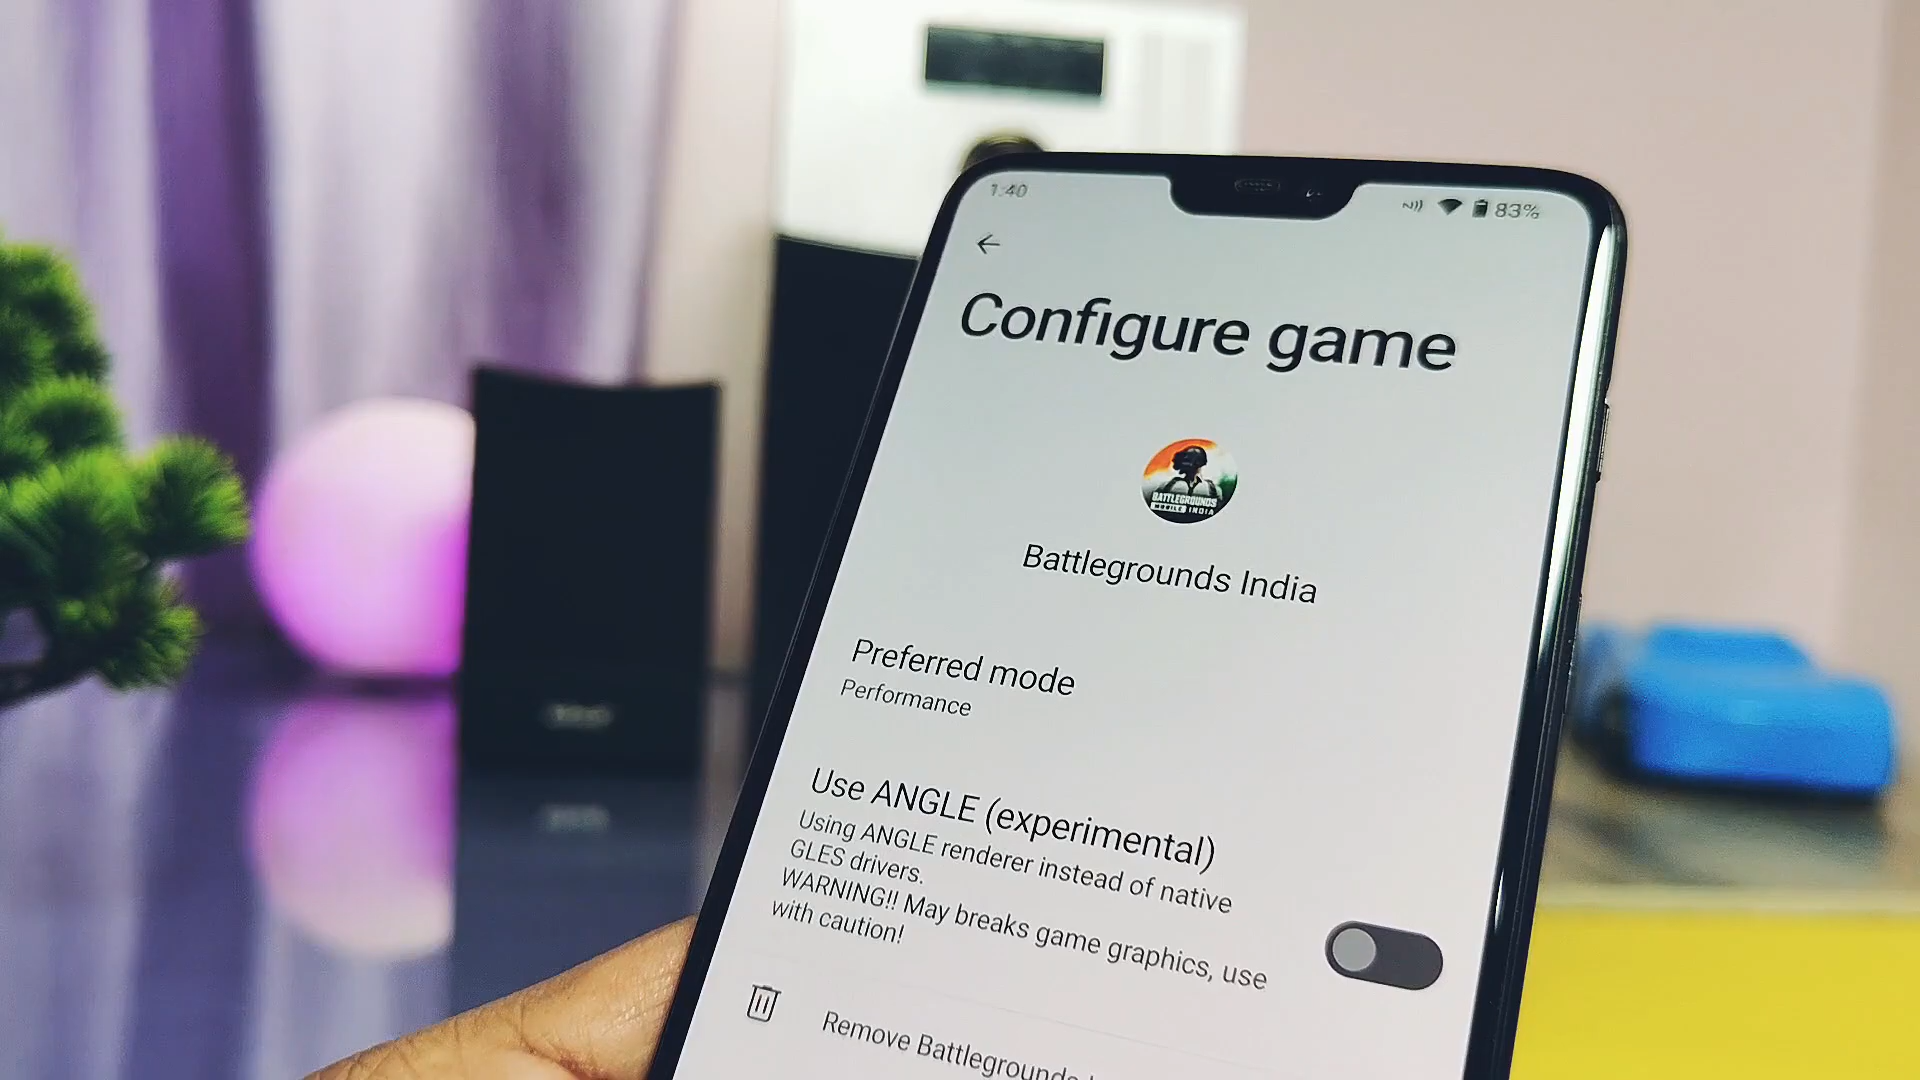 1:40
83%
Configure game
BATTLEGROUNDS
MOBILE INDIA
Battlegrounds India
Preferred mode
Performance
Use ANGLE (experimental)
Using ANGLE renderer instead of native
GLES drivers.
WARNING!! May breaks game graphics, use
with caution!
Remove Battlegrounds